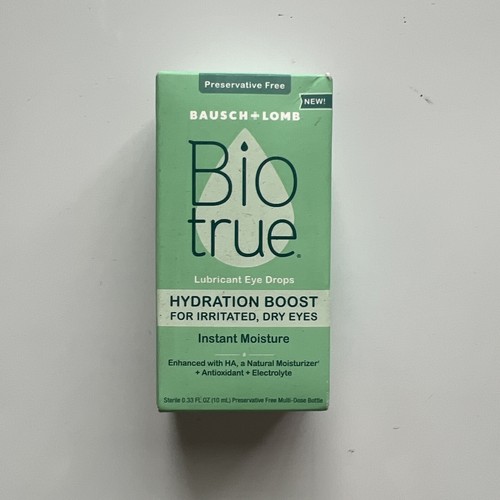 Preservative Free
NEW!
BAUSCH + LOMB
Bio
true®
Lubricant Eye Drops
HYDRATION BOOST
FOR IRRITATED, DRY EYES
Instant Moisture
Enhanced with HA, a Natural Moisturizer
+ Antioxidant + Electrolyte
Sterile 0.33 FL OZ (10 mL) Preservative Free Multi-Dose Bottle